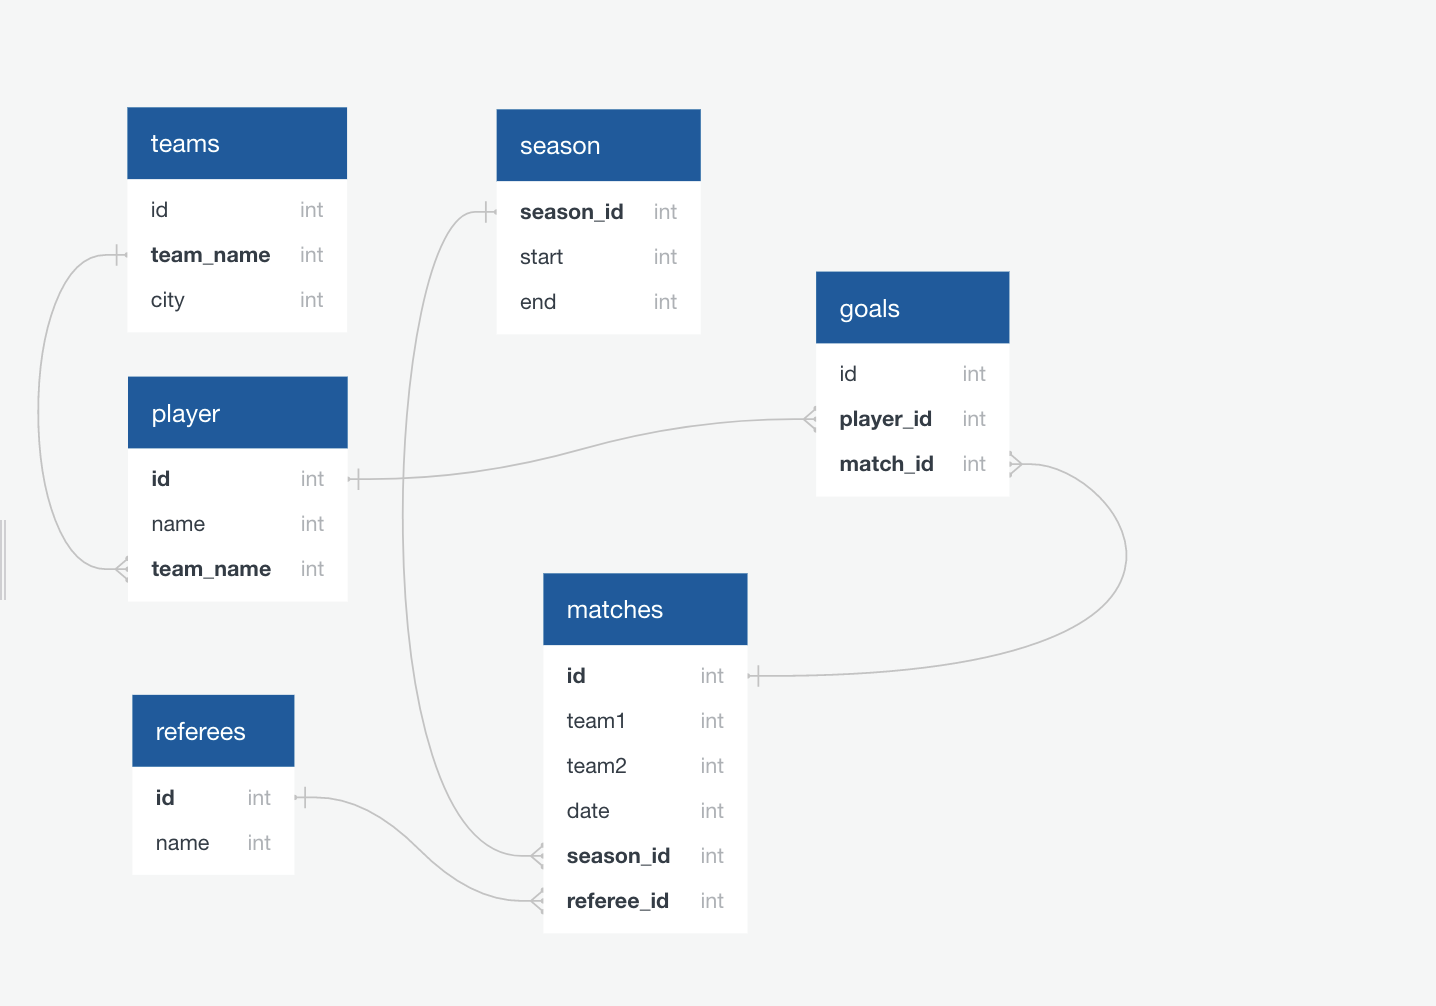 teams
id int
team_name int
city int
season
season_id int
start int
end int
goals
id int
player_id int
match_id int
player
id int
name int
team_name int
matches
id int
team1 int
team2 int
date int
season_id int
referee_id int
referees
id int
name int